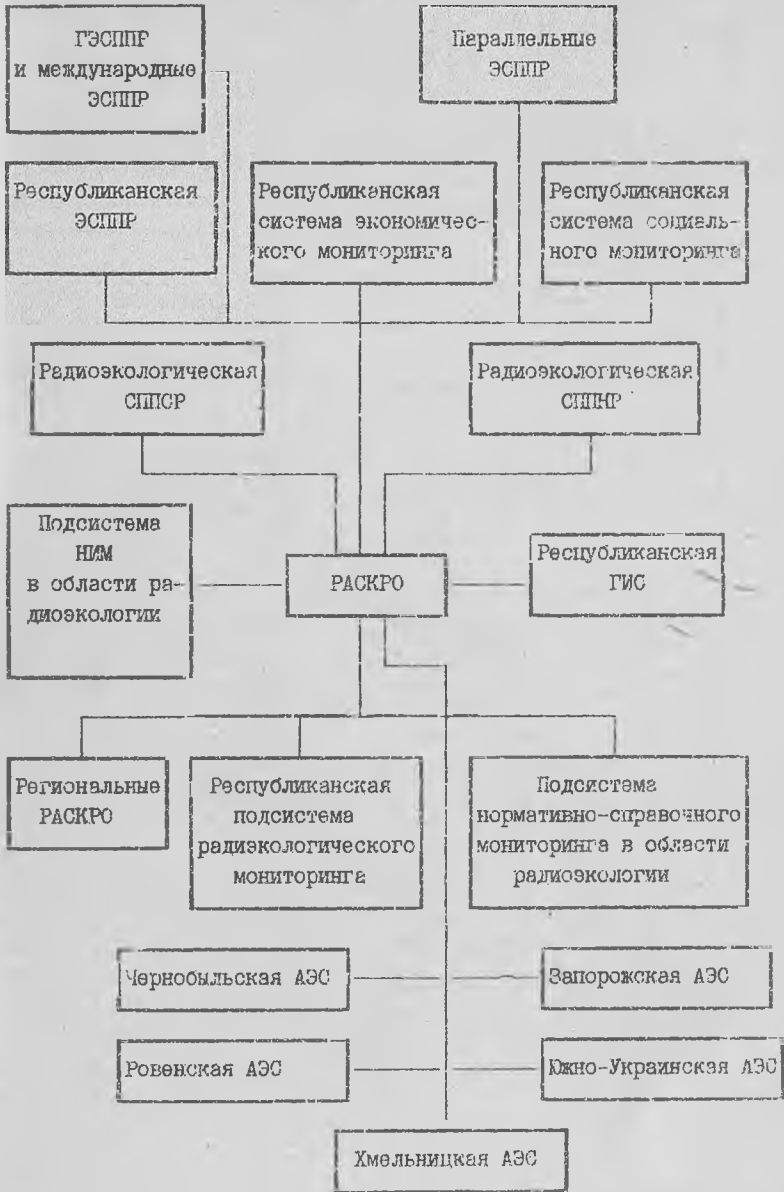 ГЭСППР
и международные
ЭСППР
Параллельные
ЭСППР
Республиканская
ЭСППР
Республиканская
система экономичес-
кого мониторинга
Республиканская
система социаль-
ного мониторинга
Радиоэкологическая
СППСР
Радиоэкологическая
СППНР
Подсистема
НИМ
в области ра-
диоэкологии
РАСКРО
Республиканская
ГИС
Региональные
РАСКРО
Республиканская
подсистема
радиэкологического
мониторинга
Подсистема
нормативно-справочного
мониторинга в области
радиоэкологии
Чернобыльская АЭС
Запорожская АЭС
Ровенская АЭС
Южно-Украинская АЭС
Хмельницкая АЭС